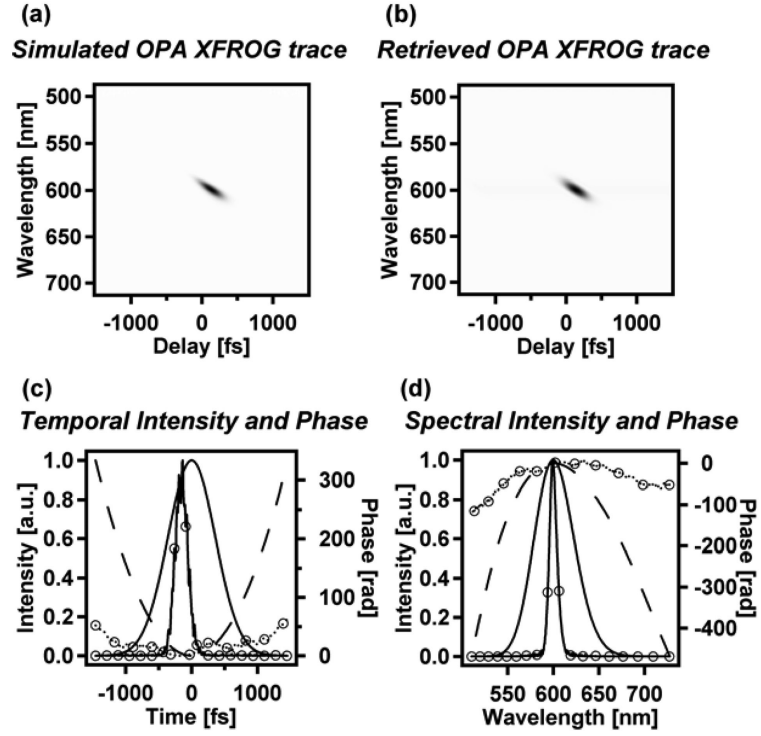 (a)
Simulated OPA XFROG trace
Wavelength [nm]
500
550
600
650
700
-1000 0 1000
Delay [fs]
(b)
Retrieved OPA XFROG trace
Wavelength [nm]
500
550
600
650
700
-1000 0 1000
Delay [fs]
(c)
Temporal Intensity and Phase
Intensity [a.u.]
1.0
0.8
0.6
0.4
0.2
0.0
300
200
100
0
Phase [rad]
-1000 0 1000
Time [fs]
(d)
Spectral Intensity and Phase
Intensity [a.u.]
1.0
0.8
0.6
0.4
0.2
0.0
0
-100
-200
-300
-400
Phase [rad]
550 600 650 700
Wavelength [nm]